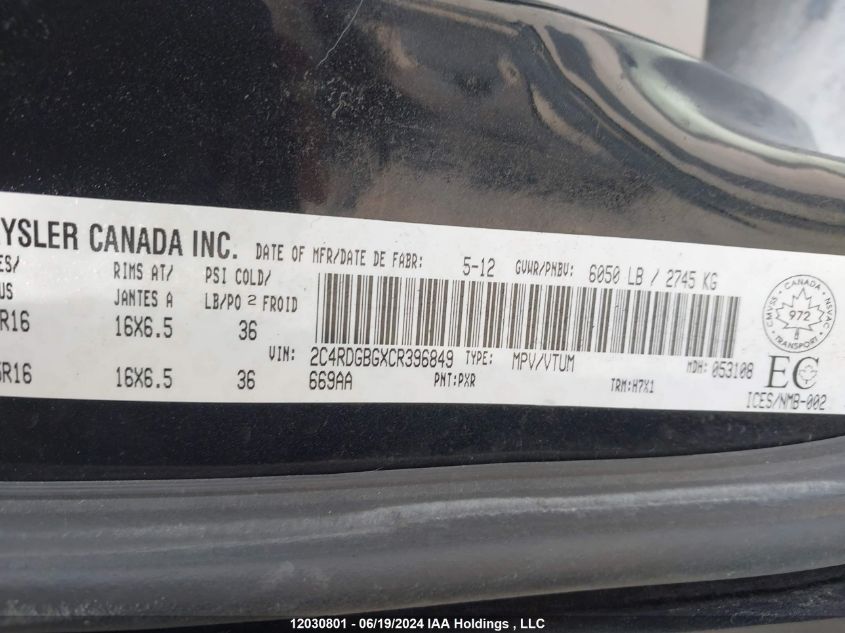 YSLER CANADA INC. DATE OF MFR/DATE DE FABR: 5-12 GVWR/PNBV: 6050 LB / 2745 KG
ES/ RIMS AT/ PSI COLD/
US JANTES A LB/PO 2 FROID
R16 16X6.5 36
VIN: 2C4RDGBGXCR396849 TYPE: MPV/VTUM MDH: 053108
R16 16X6.5 36 669AA PNT:PXR TRM:H7X1
CMVSS - CANADA - NSVAC
972
TRANSPORT
EC
ICES/NMB-002
12030801 - 06/19/2024 IAA Holdings , LLC